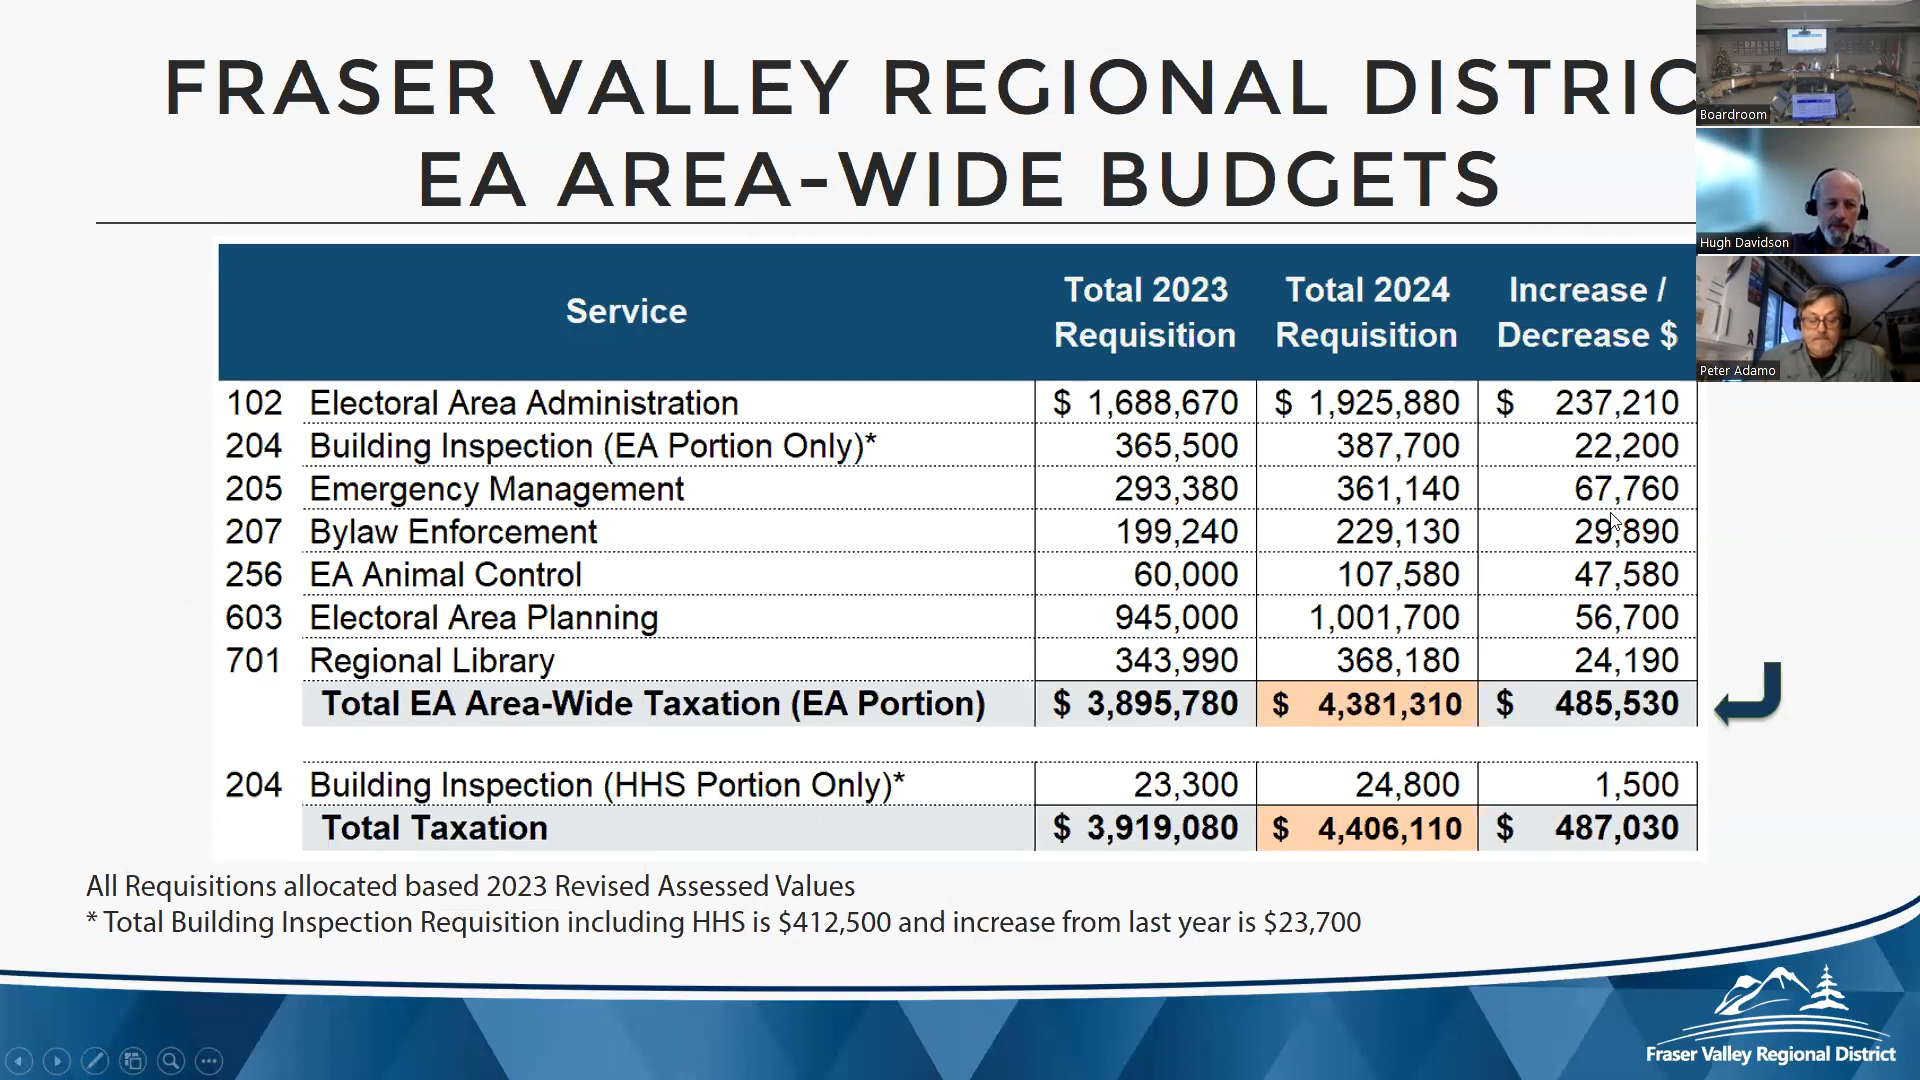 FRASER VALLEY REGIONAL DISTRIC
EA AREA-WIDE BUDGETS
Service Total 2023 Requisition Total 2024 Requisition Increase / Decrease $
102 Electoral Area Administration $ 1,688,670 $ 1,925,880 $ 237,210
204 Building Inspection (EA Portion Only)* 365,500 387,700 22,200
205 Emergency Management 293,380 361,140 67,760
207 Bylaw Enforcement 199,240 229,130 29,890
256 EA Animal Control 60,000 107,580 47,580
603 Electoral Area Planning 945,000 1,001,700 56,700
701 Regional Library 343,990 368,180 24,190
Total EA Area-Wide Taxation (EA Portion) $ 3,895,780 $ 4,381,310 $ 485,530
204 Building Inspection (HHS Portion Only)* 23,300 24,800 1,500
Total Taxation $ 3,919,080 $ 4,406,110 $ 487,030
All Requisitions allocated based 2023 Revised Assessed Values
* Total Building Inspection Requisition including HHS is $412,500 and increase from last year is $23,700
Boardroom
Hugh Davidson
Peter Adamo
Fraser Valley Regional District